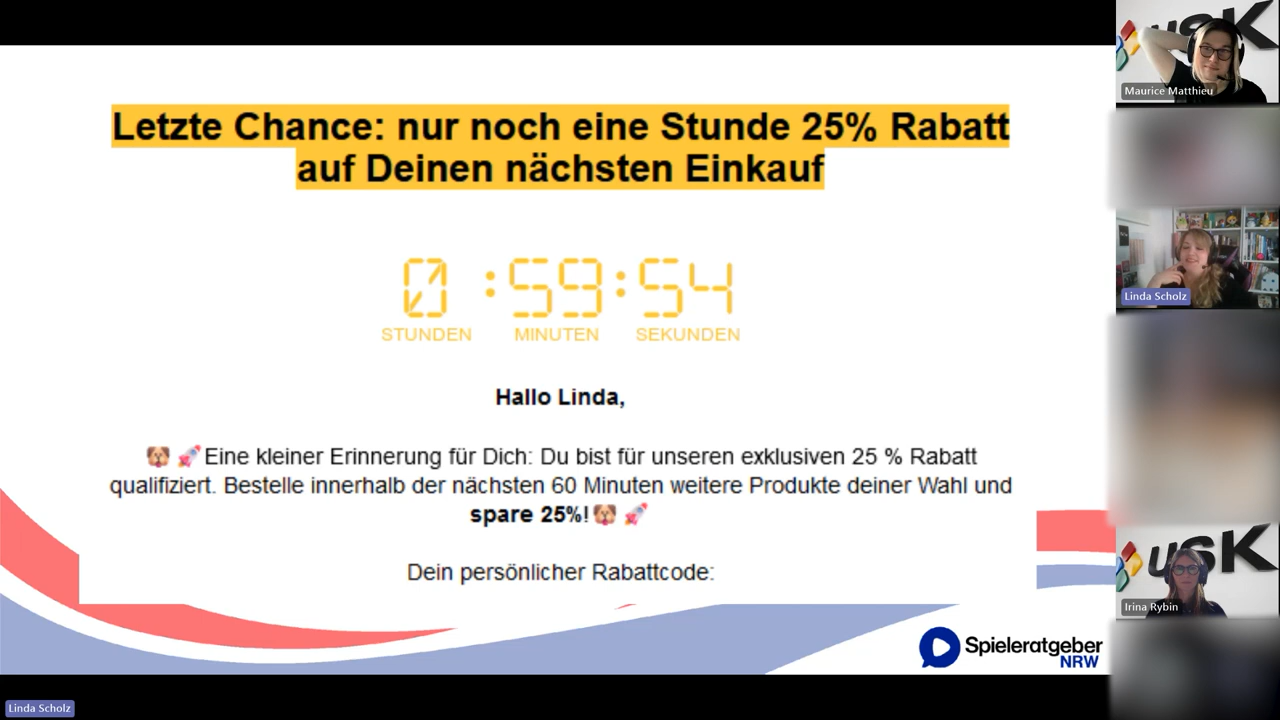 Letzte Chance: nur noch eine Stunde 25% Rabatt
auf Deinen nächsten Einkauf
0 : 59 : 54
STUNDEN MINUTEN SEKUNDEN
Hallo Linda,
🐶 🚀Eine kleiner Erinnerung für Dich: Du bist für unseren exklusiven 25 % Rabatt
qualifiziert. Bestelle innerhalb der nächsten 60 Minuten weitere Produkte deiner Wahl und
spare 25%!🐶 🚀
Dein persönlicher Rabattcode:
Spieleratgeber
NRW
Linda Scholz
USK
Maurice Matthieu
Linda Scholz
USK
Irina Rybin